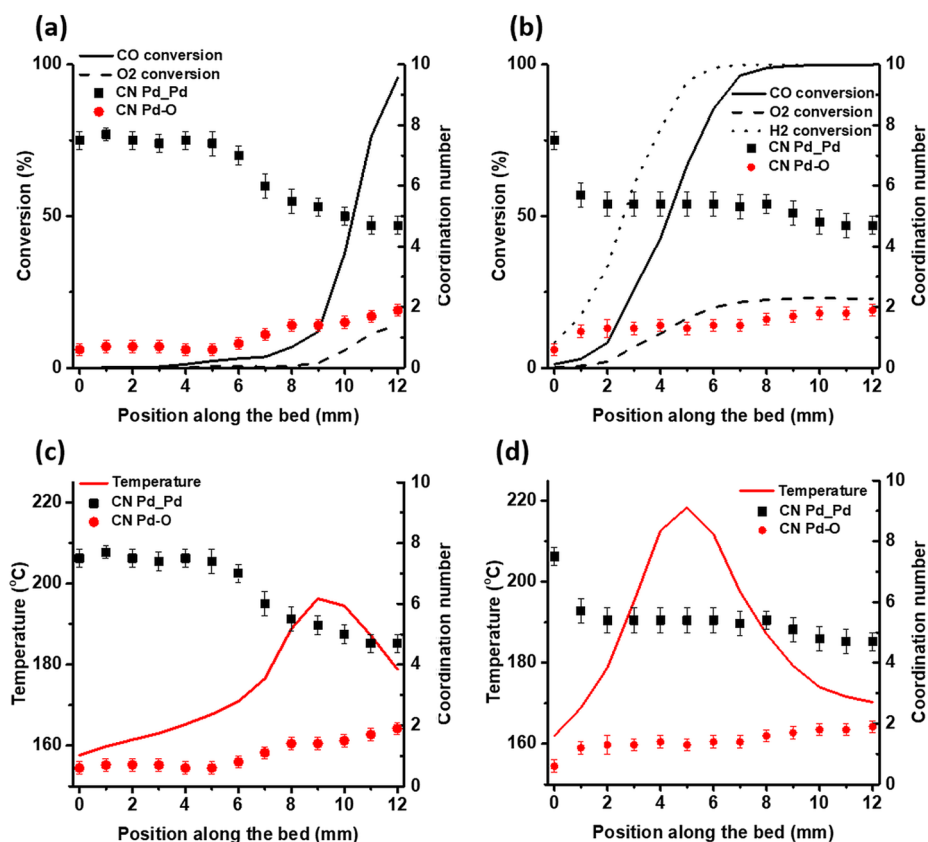 (a)
CO conversion
O2 conversion
CN Pd_Pd
CN Pd-O
100
50
0
Conversion (%)
10
8
6
4
2
0
Coordination number
0 2 4 6 8 10 12
Position along the bed (mm)
(b)
CO conversion
O2 conversion
H2 conversion
CN Pd_Pd
CN Pd-O
100
50
0
Conversion (%)
10
8
6
4
2
0
Coordination number
0 2 4 6 8 10 12
Position along the bed (mm)
(c)
Temperature
CN Pd_Pd
CN Pd-O
220
200
180
160
Temperature (°C)
10
8
6
4
2
0
Coordination number
0 2 4 6 8 10 12
Position along the bed (mm)
(d)
Temperature
CN Pd_Pd
CN Pd-O
220
200
180
160
Temperature (°C)
10
8
6
4
2
0
Coordination number
0 2 4 6 8 10 12
Position along the bed (mm)